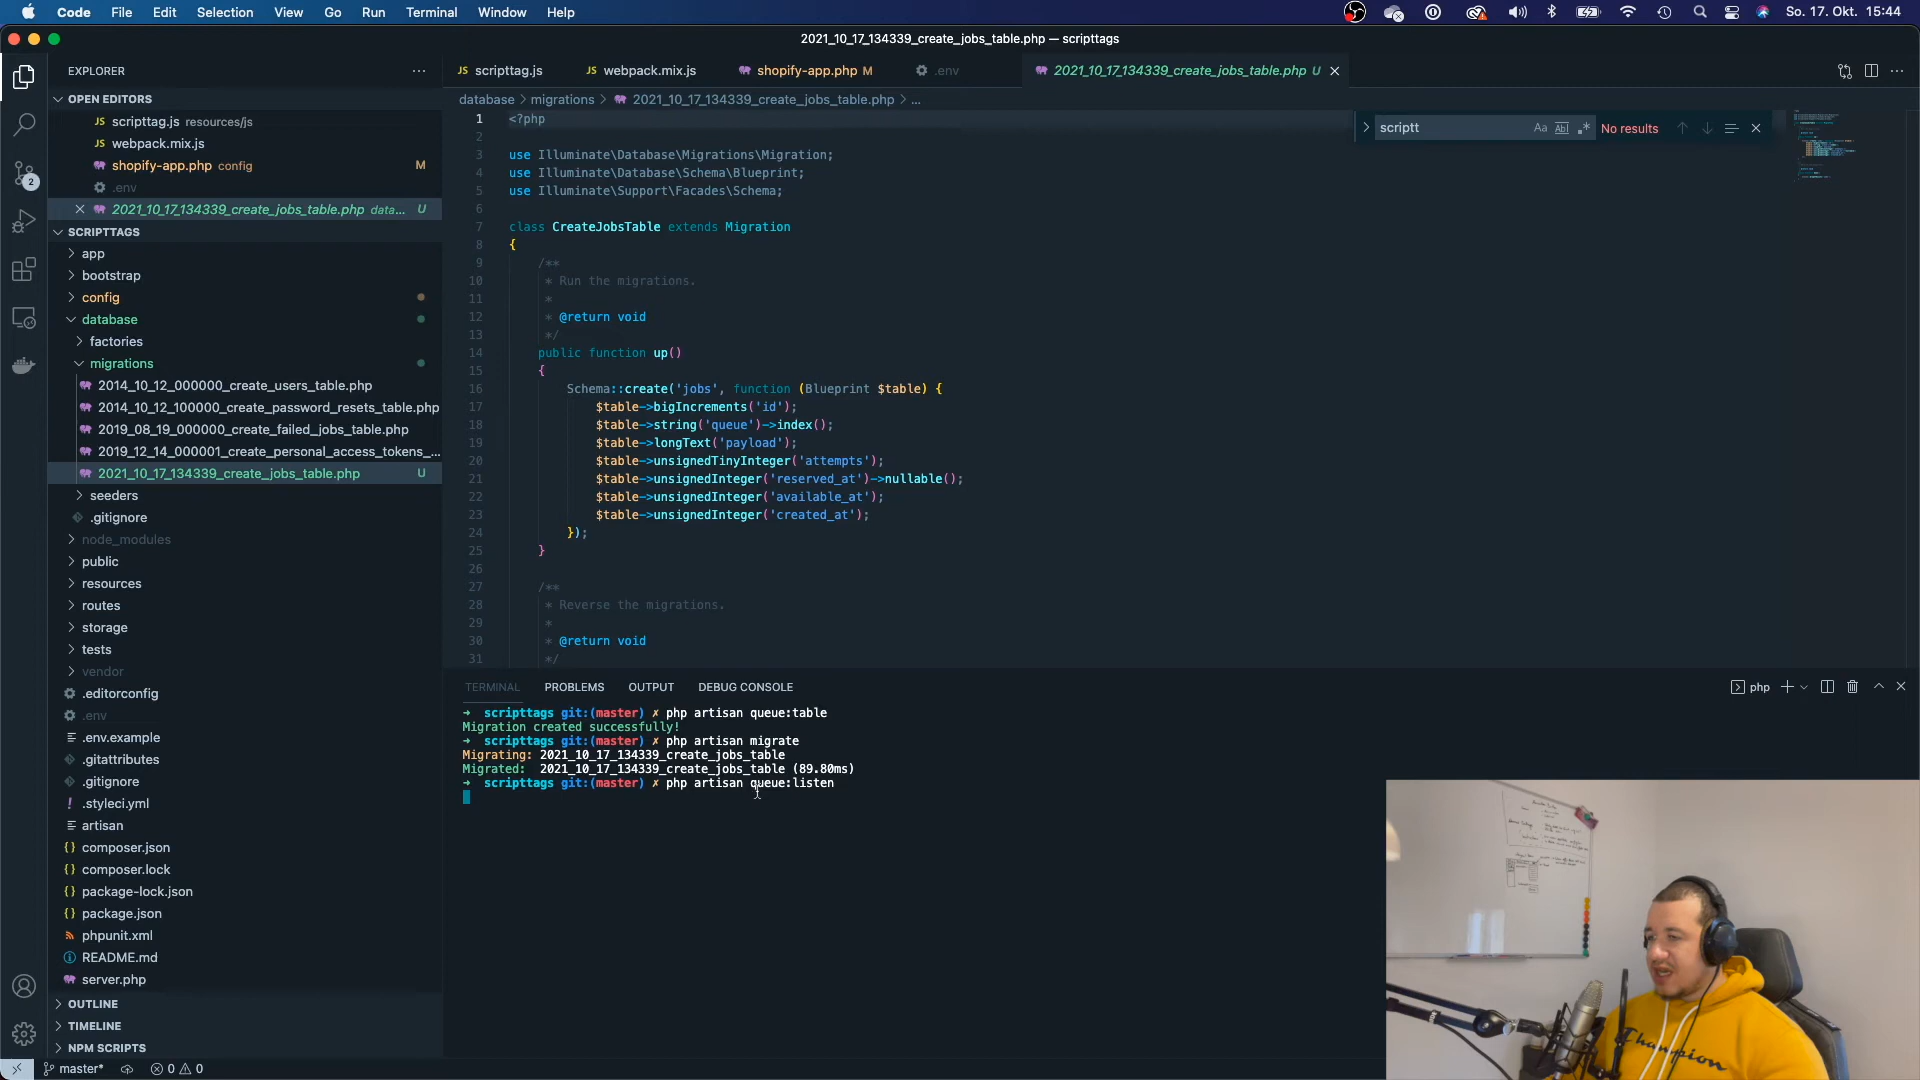 Code File Edit Selection View Go Run Terminal Window Help So. 17. Okt. 15:44
2021_10_17_134339_create_jobs_table.php — scripttags
EXPLORER
OPEN EDITORS
JS scripttag.js resources/js
JS webpack.mix.js
shopify-app.php config M
.env
2021_10_17_134339_create_jobs_table.php data... U
SCRIPTTAGS
app
bootstrap
config
database
factories
migrations
2014_10_12_000000_create_users_table.php
2014_10_12_100000_create_password_resets_table.php
2019_08_19_000000_create_failed_jobs_table.php
2019_12_14_000001_create_personal_access_tokens_...
2021_10_17_134339_create_jobs_table.php U
seeders
.gitignore
node_modules
public
resources
routes
storage
tests
vendor
.editorconfig
.env
.env.example
.gitattributes
.gitignore
.styleci.yml
artisan
composer.json
composer.lock
package-lock.json
package.json
phpunit.xml
README.md
server.php
OUTLINE
TIMELINE
NPM SCRIPTS
2
master* 0 0
JS scripttag.js JS webpack.mix.js shopify-app.php M .env 2021_10_17_134339_create_jobs_table.php U
database > migrations > 2021_10_17_134339_create_jobs_table.php > ...
scriptt Aa Abl .* No results
1 <?php
2
3 use Illuminate\Database\Migrations\Migration;
4 use Illuminate\Database\Schema\Blueprint;
5 use Illuminate\Support\Facades\Schema;
6
7 class CreateJobsTable extends Migration
8 {
9 /**
10 * Run the migrations.
11 *
12 * @return void
13 */
14 public function up()
15 {
16 Schema::create('jobs', function (Blueprint $table) {
17 $table->bigIncrements('id');
18 $table->string('queue')->index();
19 $table->longText('payload');
20 $table->unsignedTinyInteger('attempts');
21 $table->unsignedInteger('reserved_at')->nullable();
22 $table->unsignedInteger('available_at');
23 $table->unsignedInteger('created_at');
24 });
25 }
26
27 /**
28 * Reverse the migrations.
29 *
30 * @return void
31 */
TERMINAL PROBLEMS OUTPUT DEBUG CONSOLE php
➜ scripttags git:(master) ✗ php artisan queue:table
Migration created successfully!
➜ scripttags git:(master) ✗ php artisan migrate
Migrating: 2021_10_17_134339_create_jobs_table
Migrated: 2021_10_17_134339_create_jobs_table (89.80ms)
➜ scripttags git:(master) ✗ php artisan queue:listen
Champion